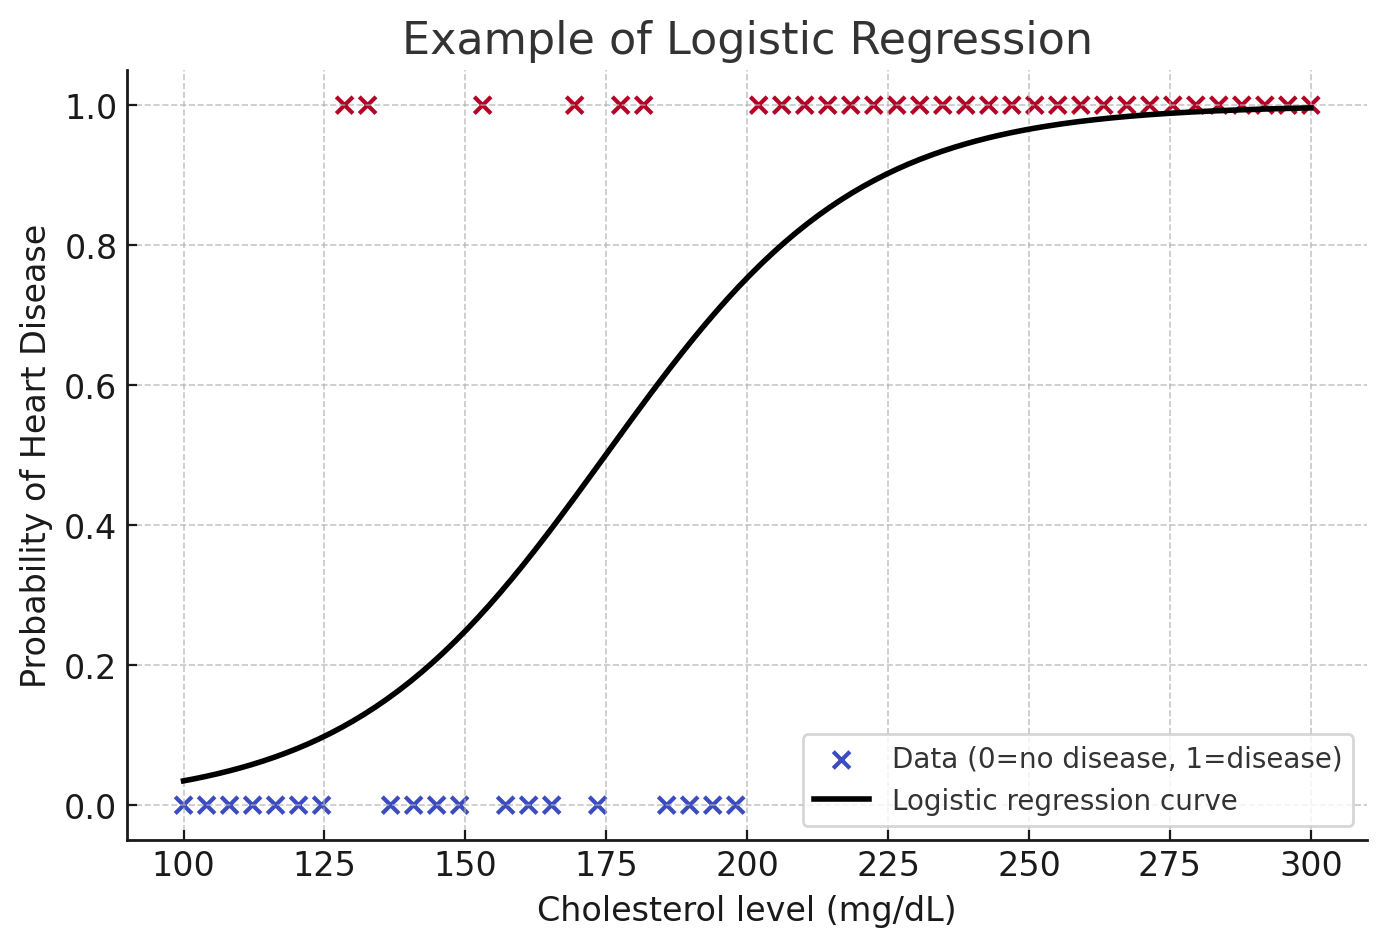 Example of Logistic Regression
Probability of Heart Disease
1.0
0.8
0.6
0.4
0.2
0.0
Data (0=no disease, 1=disease)
Logistic regression curve
100 125 150 175 200 225 250 275 300
Cholesterol level (mg/dL)